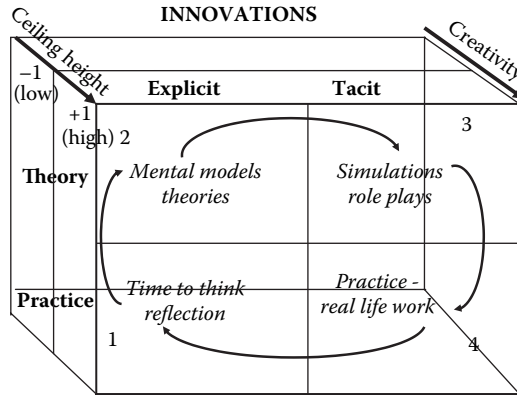 INNOVATIONS
Ceiling height
Creativity
–1
(low)
+1
(high) 2
Explicit
Tacit
3
Theory
Mental models
theories
Simulations
role plays
Practice
Time to think
reflection
Practice -
real life work
1
4